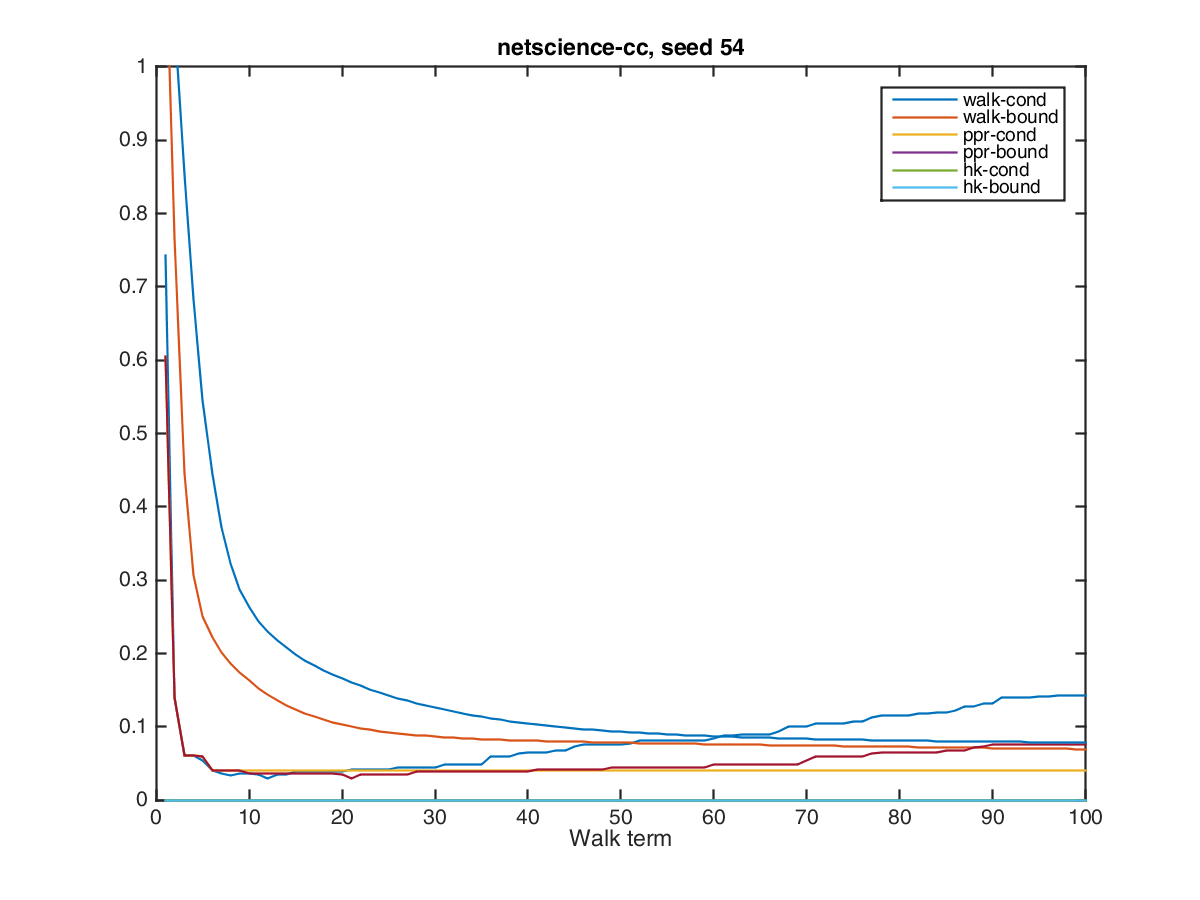 netscience-cc, seed 54
1
0.9
0.8
0.7
0.6
0.5
0.4
0.3
0.2
0.1
0
walk-cond
walk-bound
ppr-cond
ppr-bound
hk-cond
hk-bound
0 10 20 30 40 50 60 70 80 90 100
Walk term